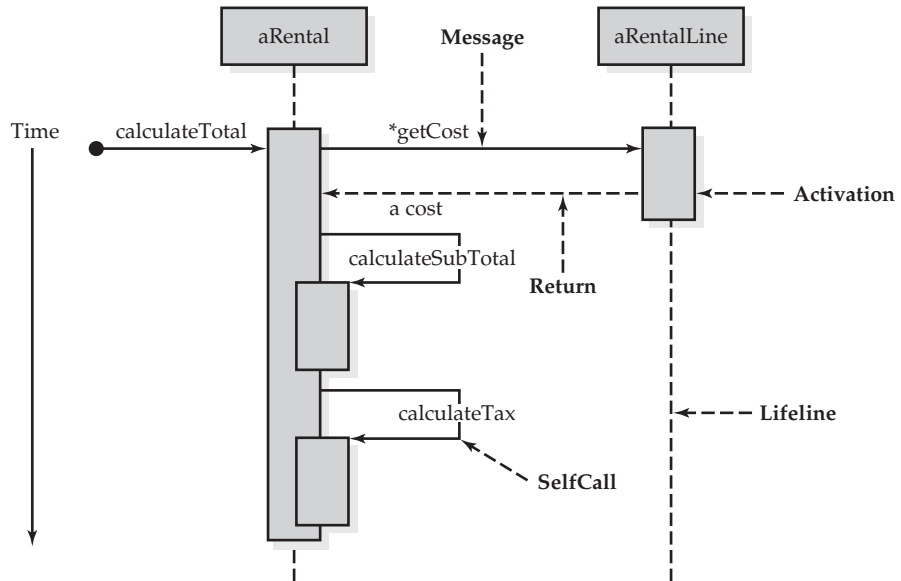 aRental
Message
aRentalLine
Time
calculateTotal
*getCost
Activation
a cost
calculateSubTotal
Return
calculateTax
Lifeline
SelfCall